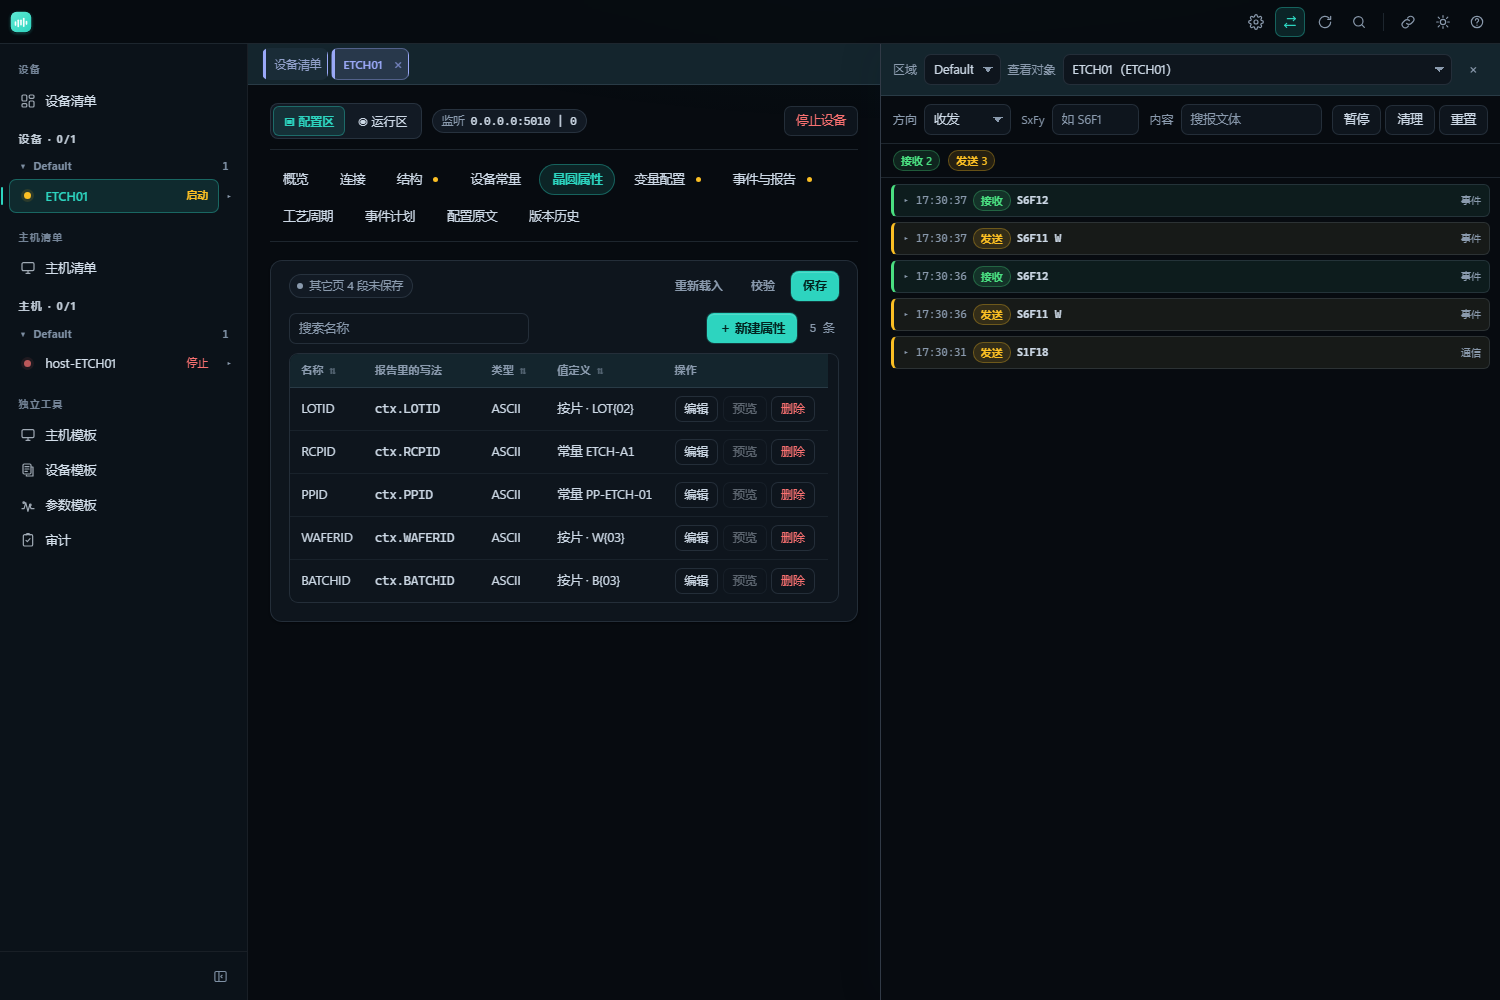 设备
设备清单
设备 · 0/1
Default 1
ETCH01 启动
主机清单
主机清单
主机 · 0/1
Default 1
host-ETCH01 停止
独立工具
主机模板
设备模板
参数模板
审计
设备清单 ETCH01 ×
配置区 运行区 监听 0.0.0.0:5010 | 0 停止设备
概览 连接 结构 设备常量 晶圆属性 变量配置 事件与报告
工艺周期 事件计划 配置原文 版本历史
其它页 4 段未保存 重新载入 校验 保存
搜索名称 + 新建属性 5 条
名称 报告里的写法 类型 值定义 操作
LOTID ctx.LOTID ASCII 按片 · LOT{02} 编辑 预览 删除
RCPID ctx.RCPID ASCII 常量 ETCH-A1 编辑 预览 删除
PPID ctx.PPID ASCII 常量 PP-ETCH-01 编辑 预览 删除
WAFERID ctx.WAFERID ASCII 按片 · W{03} 编辑 预览 删除
BATCHID ctx.BATCHID ASCII 按片 · B{03} 编辑 预览 删除
区域 Default 查看对象 ETCH01 (ETCH01) ×
方向 收发 SxFy 如 S6F1 内容 搜报文体 暂停 清理 重置
接收 2 发送 3
17:30:37 接收 S6F12 事件
17:30:37 发送 S6F11 W 事件
17:30:36 接收 S6F12 事件
17:30:36 发送 S6F11 W 事件
17:30:31 发送 S1F18 通信